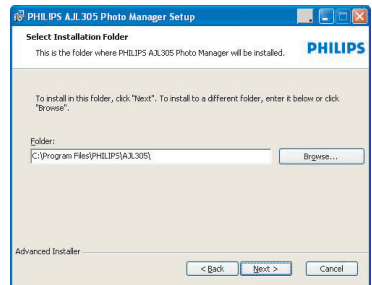 PHILIPS AJL305 Photo Manager Setup
Select Installation Folder
This is the folder where PHILIPS AJL305 Photo Manager will be installed.
PHILIPS
To install in this folder, click "Next". To install to a different folder, enter it below or click
"Browse".
Folder:
C:\Program Files\PHILIPS\AJL305\
Browse...
Advanced Installer
< Back
Next >
Cancel